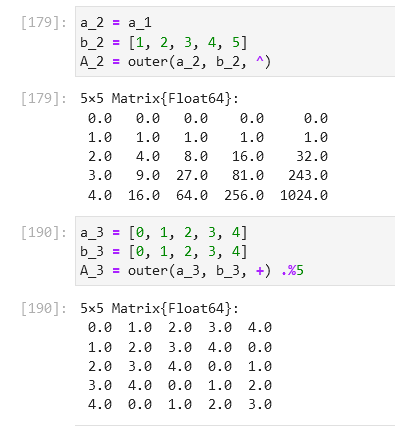 [179]: a_2 = a_1
b_2 = [1, 2, 3, 4, 5]
A_2 = outer(a_2, b_2, ^)
[179]: 5×5 Matrix{Float64}:
0.0 0.0 0.0 0.0 0.0
1.0 1.0 1.0 1.0 1.0
2.0 4.0 8.0 16.0 32.0
3.0 9.0 27.0 81.0 243.0
4.0 16.0 64.0 256.0 1024.0
[190]: a_3 = [0, 1, 2, 3, 4]
b_3 = [0, 1, 2, 3, 4]
A_3 = outer(a_3, b_3, +) .%5
[190]: 5×5 Matrix{Float64}:
0.0 1.0 2.0 3.0 4.0
1.0 2.0 3.0 4.0 0.0
2.0 3.0 4.0 0.0 1.0
3.0 4.0 0.0 1.0 2.0
4.0 0.0 1.0 2.0 3.0